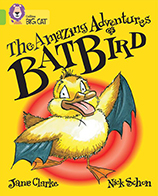 Collins
BIG CAT
The Amazing Adventures of
BATBIRD
Jane Clarke
Nick Schon